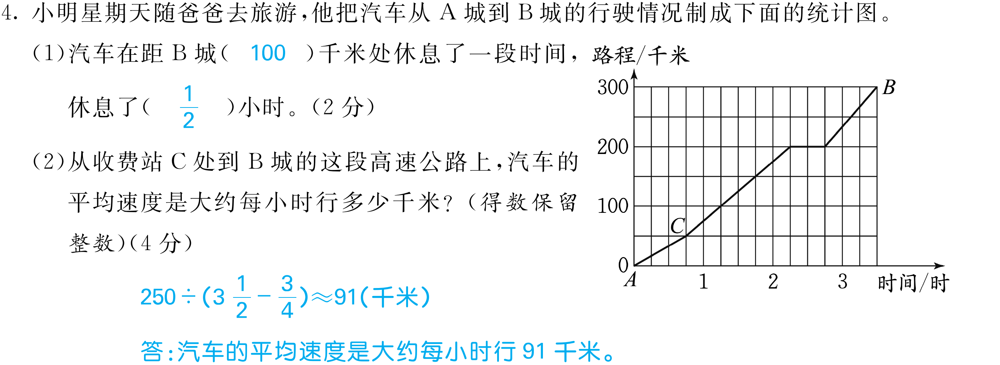 4. 小明星期天随爸爸去旅游,他把汽车从 A 城到 B 城的行驶情况制成下面的统计图。
(1)汽车在距 B 城( 100 )千米处休息了一段时间,
休息了( 1/2 )小时。(2 分)
(2)从收费站 C 处到 B 城的这段高速公路上,汽车的
平均速度是大约每小时行多少千米?(得数保留
整数)(4 分)
250÷(3 1/2 − 3/4)≈91(千米)
答:汽车的平均速度是大约每小时行 91 千米。
路程/千米
300
B
200
100
C
0
A 1 2 3 时间/时